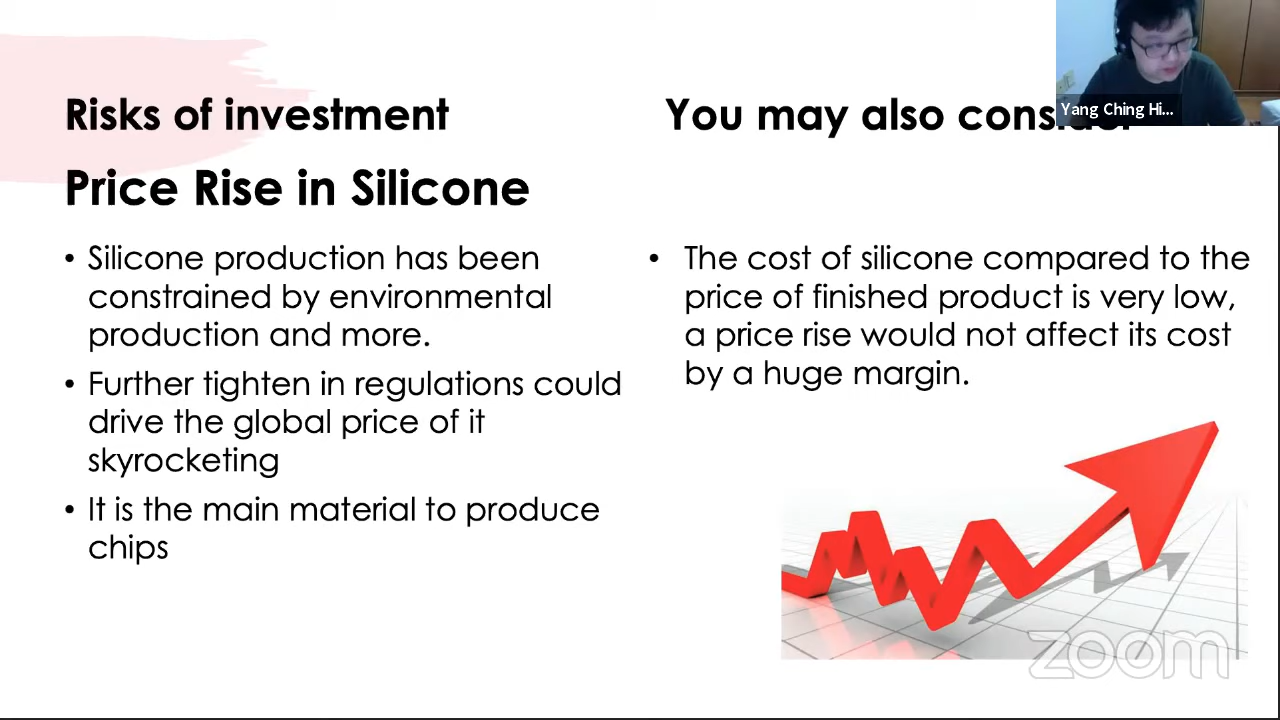 Risks of investment
Price Rise in Silicone
• Silicone production has been
constrained by environmental
production and more.
• Further tighten in regulations could
drive the global price of it
skyrocketing
• It is the main material to produce
chips
You may also consider
• The cost of silicone compared to the
price of finished product is very low,
a price rise would not affect its cost
by a huge margin.
Yang Ching Hi...
zoom